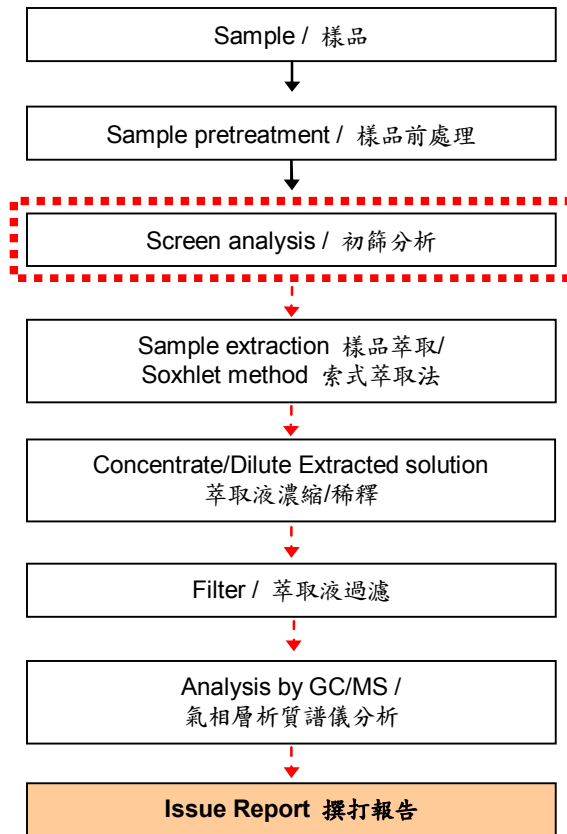 Sample / 樣品
Sample pretreatment / 樣品前處理
Screen analysis / 初篩分析
Sample extraction 樣品萃取/
Soxhlet method 索式萃取法
Concentrate/Dilute Extracted solution
萃取液濃縮/稀釋
Filter / 萃取液過濾
Analysis by GC/MS /
氣相層析質譜儀分析
Issue Report 撰打報告